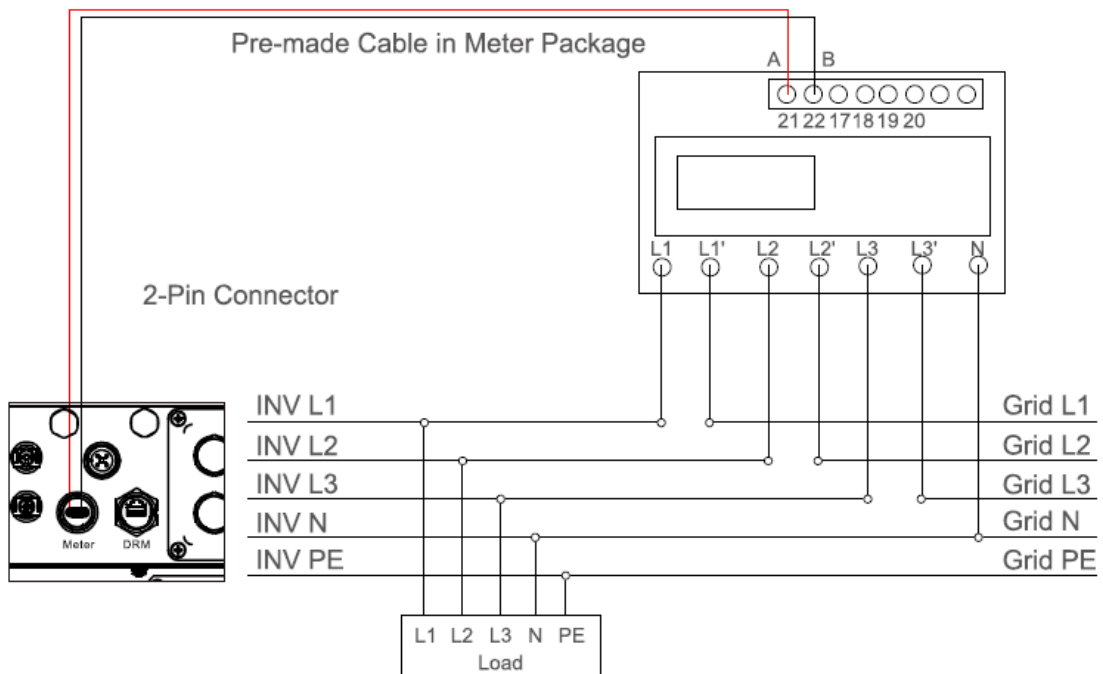 Pre-made Cable in Meter Package
A B
21 22 17 18 19 20
L1 L1' L2 L2' L3 L3' N
2-Pin Connector
INV L1 Grid L1
INV L2 Grid L2
INV L3 Grid L3
INV N Grid N
INV PE Grid PE
Meter DRM
L1 L2 L3 N PE
Load